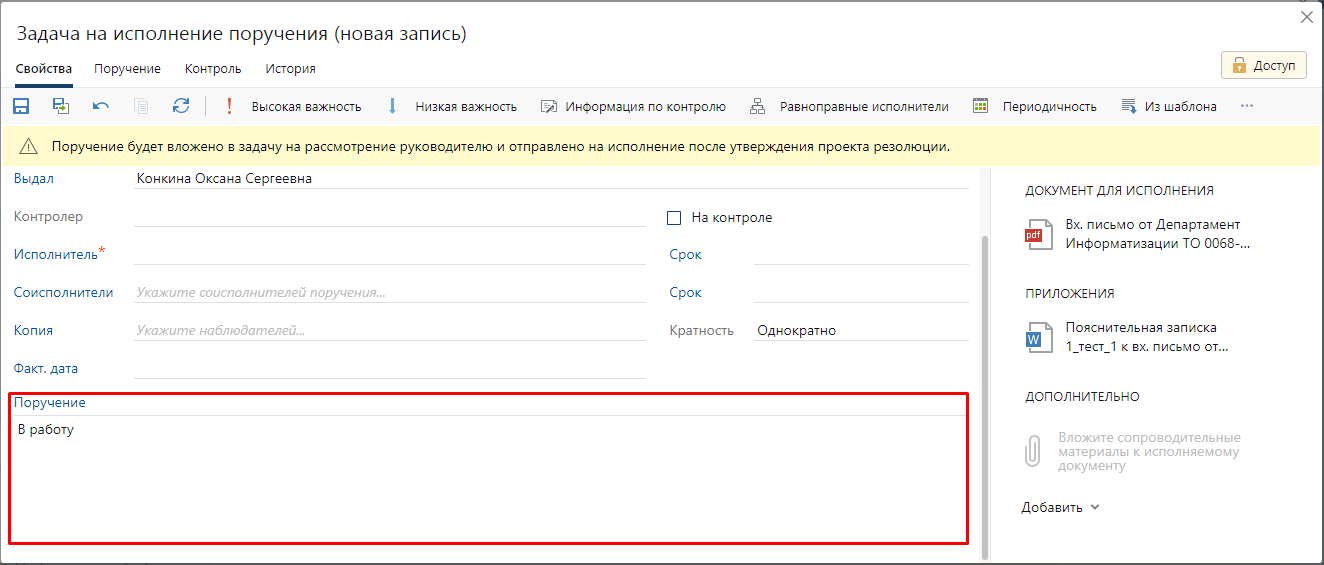 Задача на исполнение поручения (новая запись)
Свойства Поручение Контроль История
Доступ
Высокая важность Низкая важность Информация по контролю Равноправные исполнители Периодичность Из шаблона ...
Поручение будет вложено в задачу на рассмотрение руководителю и отправлено на исполнение после утверждения проекта резолюции.
Выдал Конкина Оксана Сергеевна
Контролер На контроле
Исполнитель* Срок
Соисполнители Укажите соисполнителей поручения... Срок
Копия Укажите наблюдателей... Кратность Однократно
Факт. дата
Поручение
В работу
ДОКУМЕНТ ДЛЯ ИСПОЛНЕНИЯ
pdf
Вх. письмо от Департамент
Информатизации ТО 0068-...
ПРИЛОЖЕНИЯ
W
Пояснительная записка
1_тест_1 к вх. письмо от...
ДОПОЛНИТЕЛЬНО
Вложите сопроводительные
материалы к исполняемому
документу
Добавить